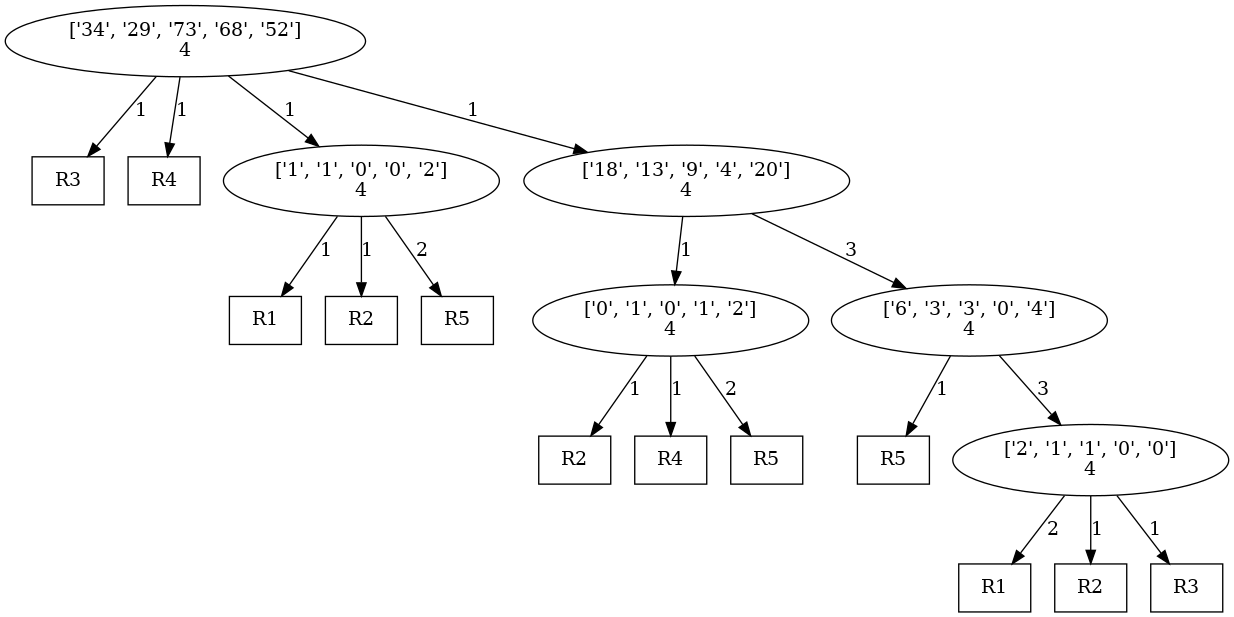 ['34', '29', '73', '68', '52']
4
1
1
1
1
R3
R4
['1', '1', '0', '0', '2']
4
['18', '13', '9', '4', '20']
4
1
1
2
1
3
R1
R2
R5
['0', '1', '0', '1', '2']
4
['6', '3', '3', '0', '4']
4
1
1
2
1
3
R2
R4
R5
R5
['2', '1', '1', '0', '0']
4
2
1
1
R1
R2
R3